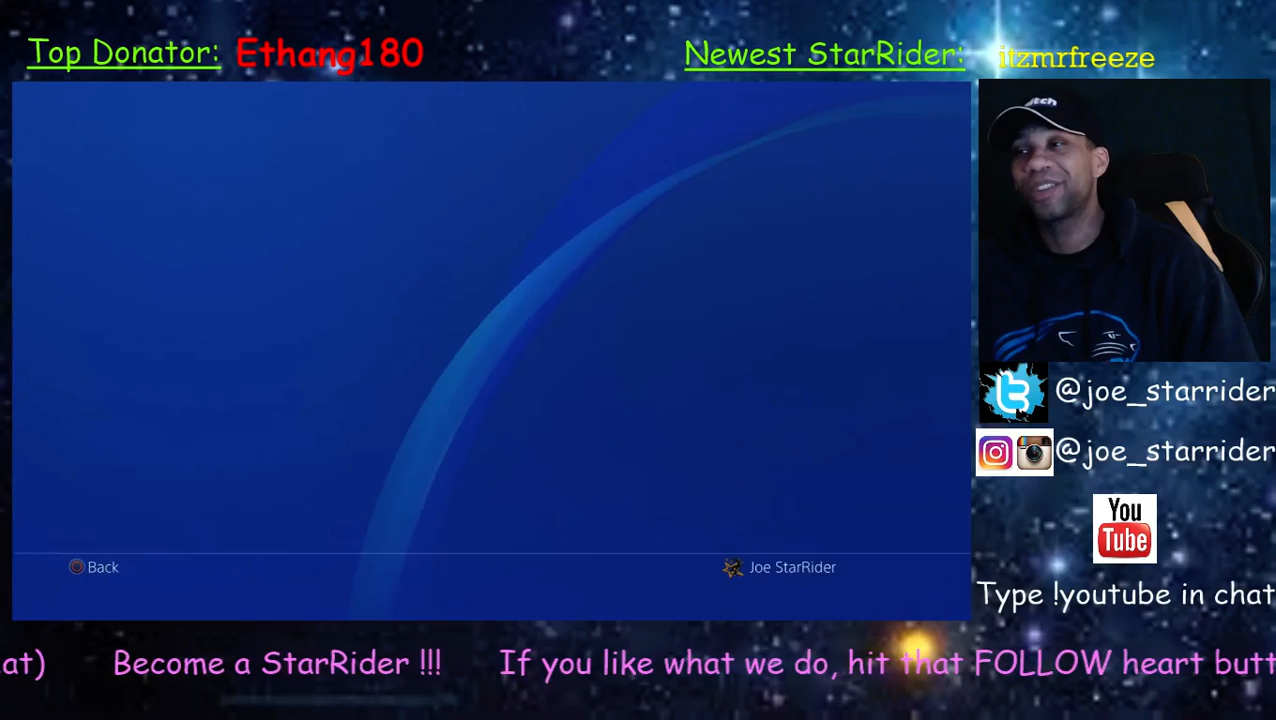 Top Donator: Ethang180
Newest StarRider: itzmrfreeze
@joe_starrider
@joe_starrider
You
Tube
Type !youtube in chat
Back
Joe StarRider
at) Become a StarRider !!! If you like what we do, hit that FOLLOW heart butt